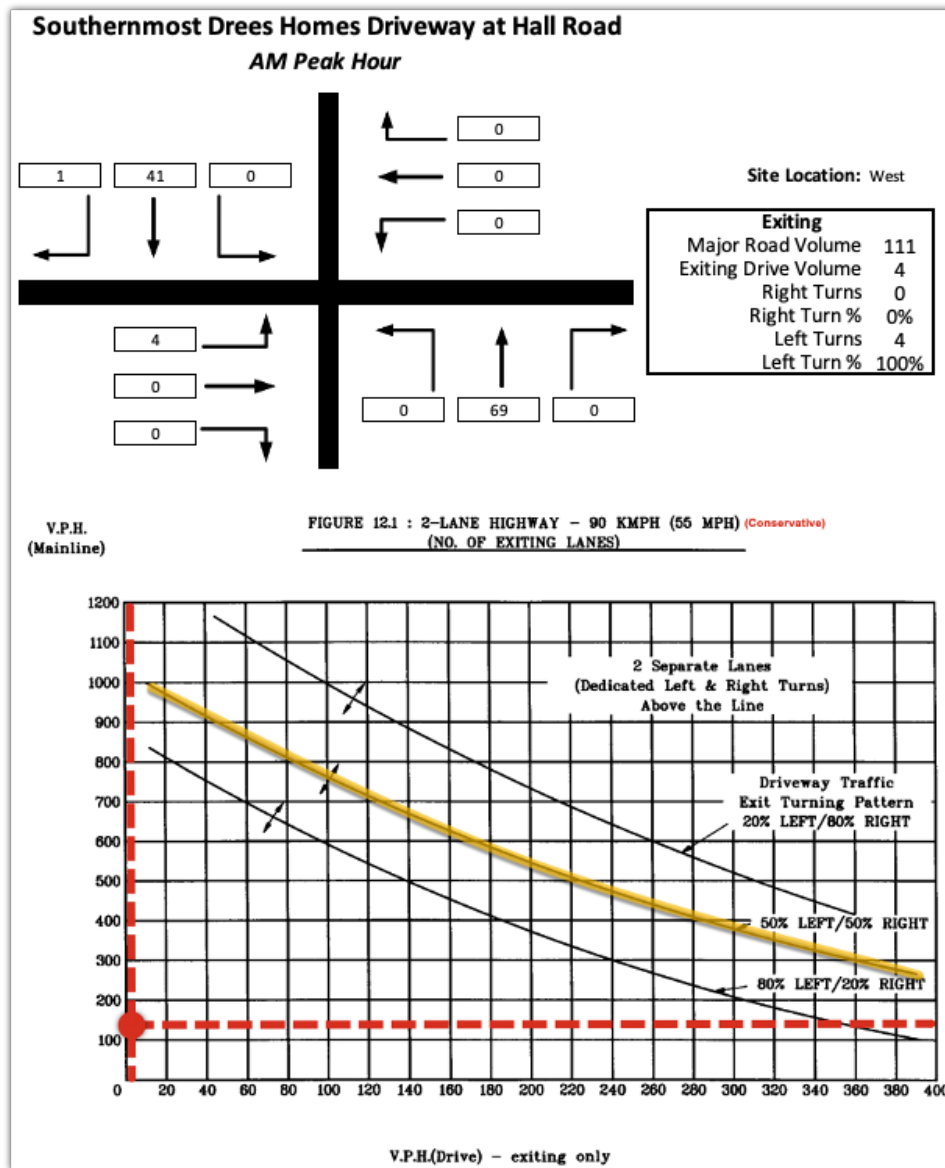 Southernmost Drees Homes Driveway at Hall Road
AM Peak Hour
0
1 41 0
0
Site Location: West
0
Exiting
Major Road Volume 111
Exiting Drive Volume 4
Right Turns 0
Right Turn % 0%
Left Turns 4
Left Turn % 100%
4
0
0 69 0
0
V.P.H.
(Mainline)
FIGURE 12.1 : 2-LANE HIGHWAY - 90 KMPH (55 MPH) (Conservative)
(NO. OF EXITING LANES)
1200
1100
1000
900
800
700
600
500
400
300
200
100
2 Separate Lanes
(Dedicated Left & Right Turns)
Above the Line
Driveway Traffic
Exit Turning Pattern
20% LEFT/80% RIGHT
50% LEFT/50% RIGHT
80% LEFT/20% RIGHT
0 20 40 60 80 100 120 140 160 180 200 220 240 260 280 300 320 340 360 380 400
V.P.H.(Drive) - exiting only